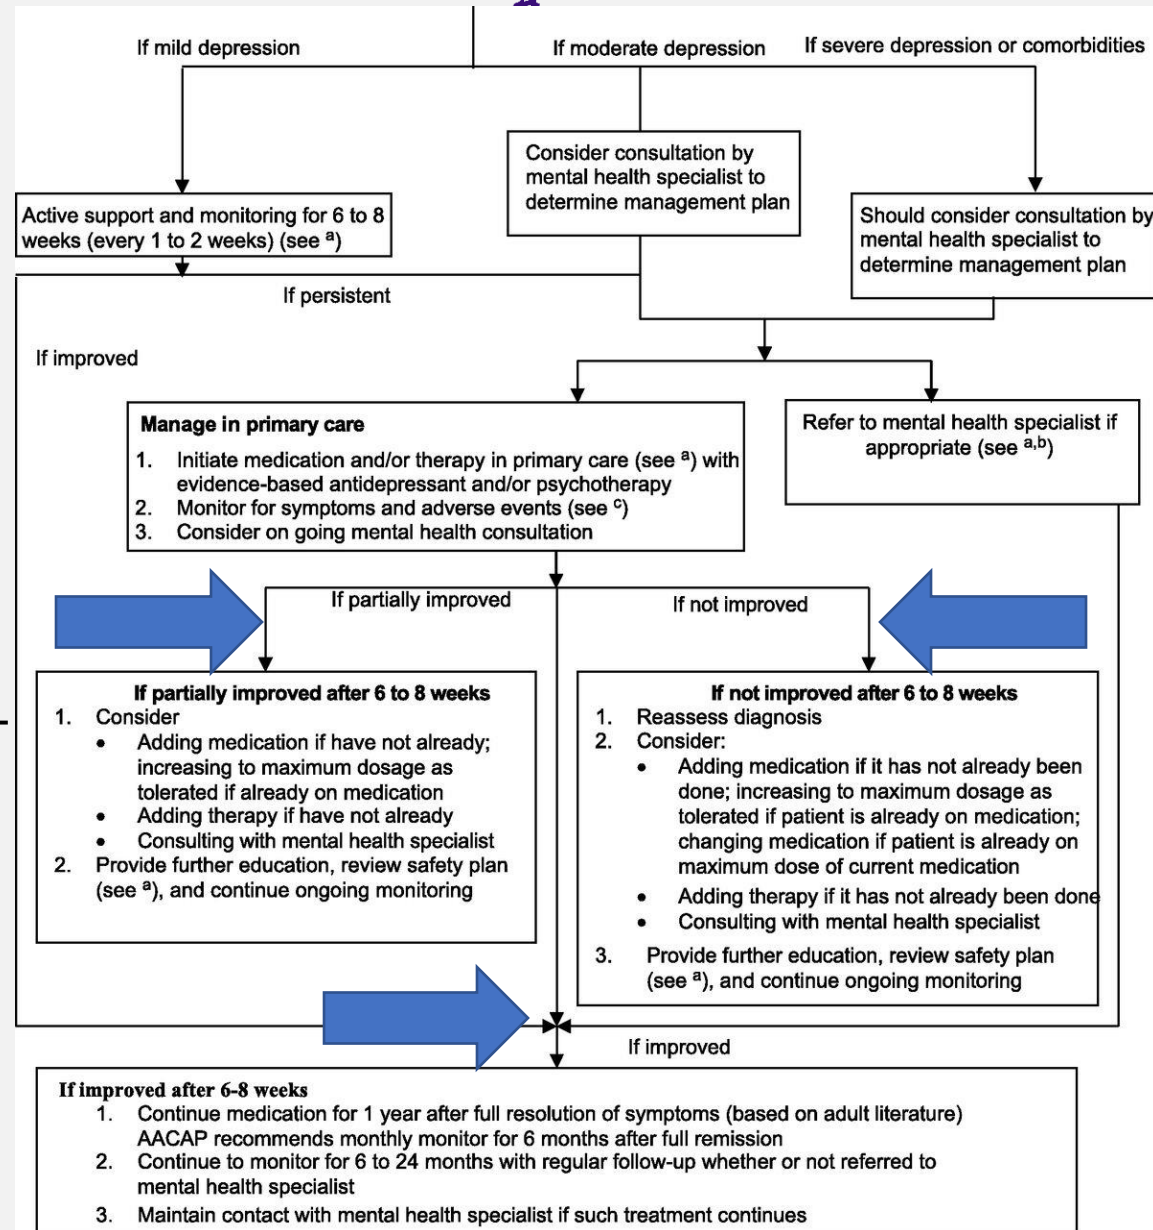 If mild depression
If moderate depression
If severe depression or comorbidities
Consider consultation by
mental health specialist to
determine management plan
Active support and monitoring for 6 to 8
weeks (every 1 to 2 weeks) (see a)
Should consider consultation by
mental health specialist to
determine management plan
If persistent
If improved
Manage in primary care
1. Initiate medication and/or therapy in primary care (see a) with
evidence-based antidepressant and/or psychotherapy
2. Monitor for symptoms and adverse events (see c)
3. Consider on going mental health consultation
Refer to mental health specialist if
appropriate (see a,b)
If partially improved
If not improved
If partially improved after 6 to 8 weeks
1. Consider
• Adding medication if have not already;
increasing to maximum dosage as
tolerated if already on medication
• Adding therapy if have not already
• Consulting with mental health specialist
2. Provide further education, review safety plan
(see a), and continue ongoing monitoring
If not improved after 6 to 8 weeks
1. Reassess diagnosis
2. Consider:
• Adding medication if it has not already been
done; increasing to maximum dosage as
tolerated if patient is already on medication;
changing medication if patient is already on
maximum dose of current medication
• Adding therapy if it has not already been done
• Consulting with mental health specialist
3. Provide further education, review safety plan
(see a), and continue ongoing monitoring
If improved
If improved after 6-8 weeks
1. Continue medication for 1 year after full resolution of symptoms (based on adult literature)
AACAP recommends monthly monitor for 6 months after full remission
2. Continue to monitor for 6 to 24 months with regular follow-up whether or not referred to
mental health specialist
3. Maintain contact with mental health specialist if such treatment continues